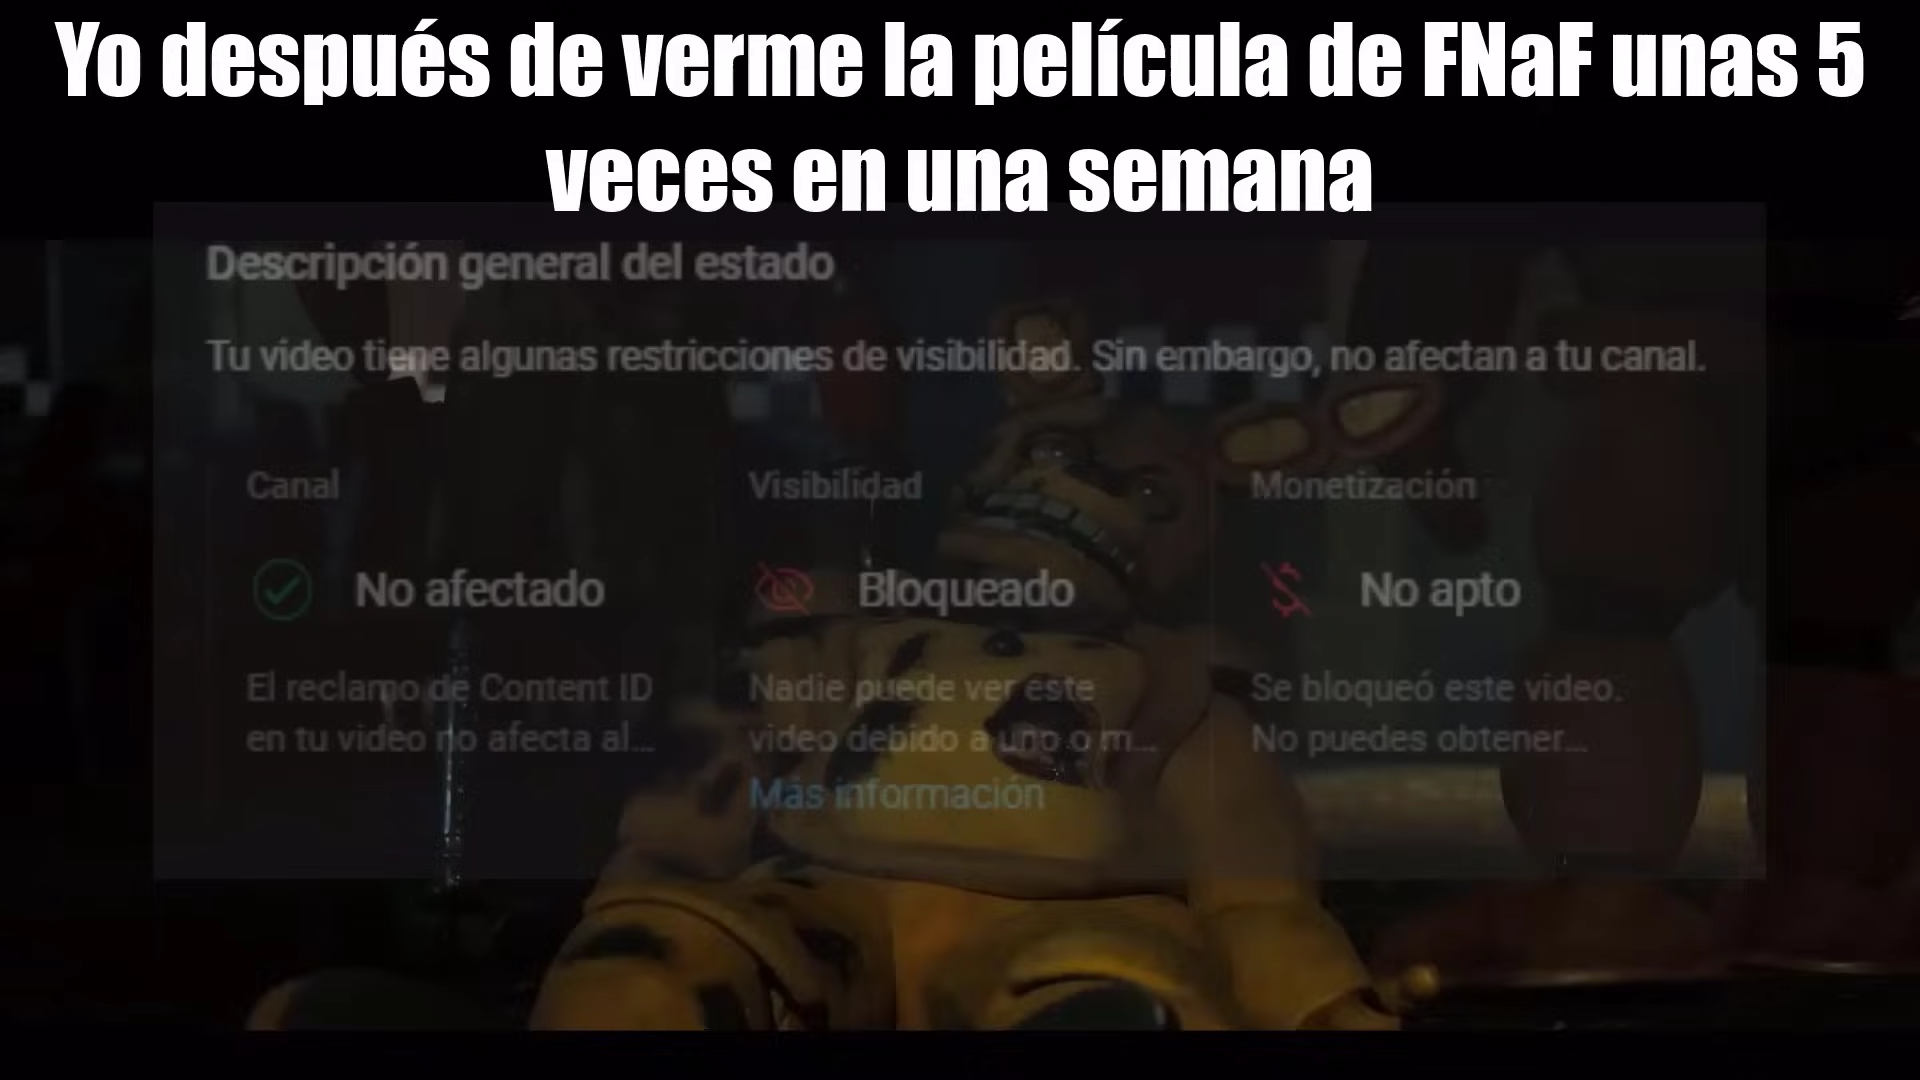 Yo después de verme la película de FNaF unas 5
veces en una semana
Descripción general del estado
Tu video tiene algunas restricciones de visibilidad. Sin embargo, no afectan a tu canal.
Canal
No afectado
El reclamo de Content ID
en tu video no afecta al...
Visibilidad
Bloqueado
Nadie puede ver este
video debido a uno o m...
Más información
Monetización
No apto
Se bloqueó este video.
No puedes obtener...